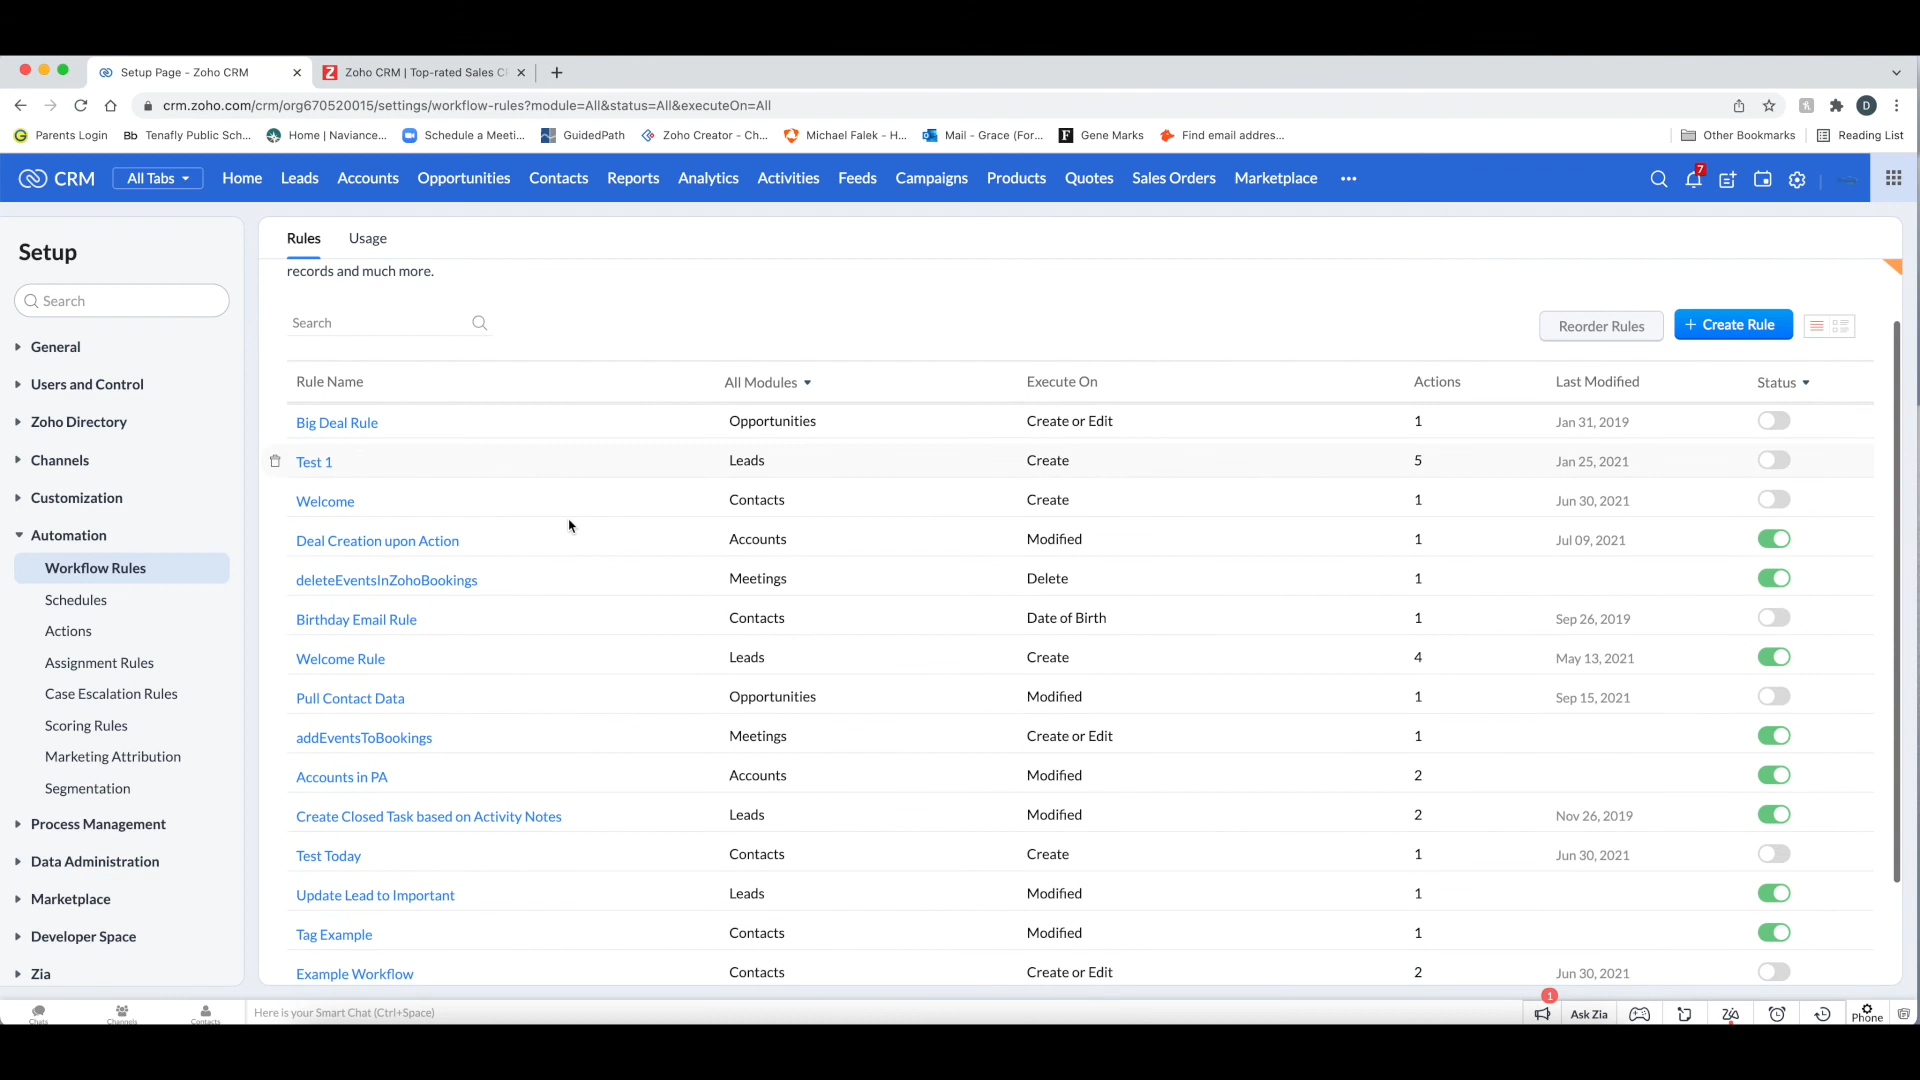 Setup Page - Zoho CRM
Zoho CRM | Top-rated Sales C
crm.zoho.com/crm/org670520015/settings/workflow-rules?module=All&status=All&executeOn=All
D
Parents Login
Bb Tenafly Public Sch...
Home | Naviance...
Schedule a Meeti...
GuidedPath
Zoho Creator - Ch...
Michael Falek - H...
Mail - Grace (For...
Gene Marks
Find email addres...
Other Bookmarks
Reading List
CRM
All Tabs
Home
Leads
Accounts
Opportunities
Contacts
Reports
Analytics
Activities
Feeds
Campaigns
Products
Quotes
Sales Orders
Marketplace
7
Setup
Search
General
Users and Control
Zoho Directory
Channels
Customization
Automation
Workflow Rules
Schedules
Actions
Assignment Rules
Case Escalation Rules
Scoring Rules
Marketing Attribution
Segmentation
Process Management
Data Administration
Marketplace
Developer Space
Zia
Rules
Usage
records and much more.
Search
Reorder Rules
+ Create Rule
Rule Name All Modules Execute On Actions Last Modified Status
Big Deal Rule Opportunities Create or Edit 1 Jan 31, 2019
Test 1 Leads Create 5 Jan 25, 2021
Welcome Contacts Create 1 Jun 30, 2021
Deal Creation upon Action Accounts Modified 1 Jul 09, 2021
deleteEventsInZohoBookings Meetings Delete 1
Birthday Email Rule Contacts Date of Birth 1 Sep 26, 2019
Welcome Rule Leads Create 4 May 13, 2021
Pull Contact Data Opportunities Modified 1 Sep 15, 2021
addEventsToBookings Meetings Create or Edit 1
Accounts in PA Accounts Modified 2
Create Closed Task based on Activity Notes Leads Modified 2 Nov 26, 2019
Test Today Contacts Create 1 Jun 30, 2021
Update Lead to Important Leads Modified 1
Tag Example Contacts Modified 1
Example Workflow Contacts Create or Edit 2 Jun 30, 2021
Chats
Channels
Contacts
Here is your Smart Chat (Ctrl+Space)
1
Ask Zia
Phone